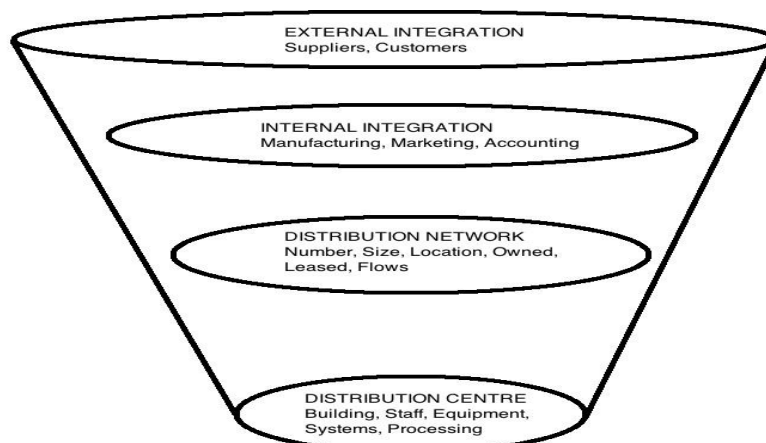 EXTERNAL INTEGRATION
Suppliers, Customers
INTERNAL INTEGRATION
Manufacturing, Marketing, Accounting
DISTRIBUTION NETWORK
Number, Size, Location, Owned,
Leased, Flows
DISTRIBUTION CENTRE
Building, Staff, Equipment,
Systems, Processing